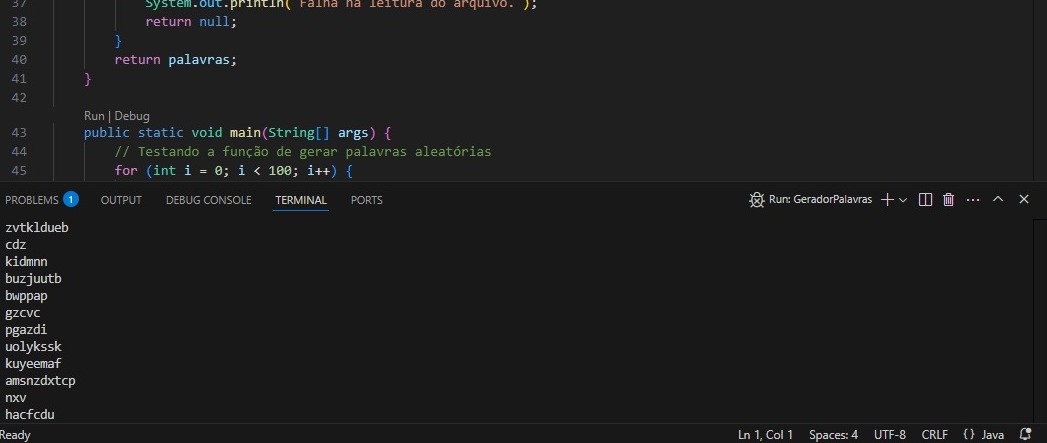 37 System.out.println("Falha na leitura do arquivo.");
38 return null;
39 }
40 return palavras;
41 }
42
Run | Debug
43 public static void main(String[] args) {
44 // Testando a função de gerar palavras aleatórias
45 for (int i = 0; i < 100; i++) {
PROBLEMS 1 OUTPUT DEBUG CONSOLE TERMINAL PORTS Run: GeradorPalavras
zvtkldueb
cdz
kidmnn
buzjuutb
bwppap
gzcvc
pgazdi
uolykssk
kuyeemaf
amsnzdxtcp
nxv
hacfcdu
Ready Ln 1, Col 1 Spaces: 4 UTF-8 CRLF {} Java